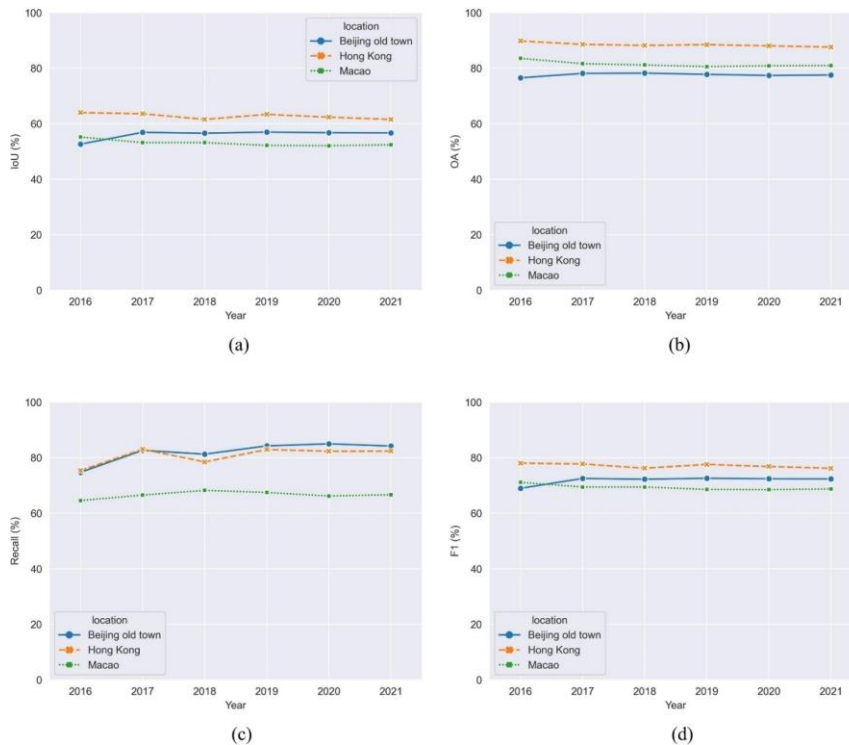 100
80
60
40
20
0
IoU (%)
location
Beijing old town
Hong Kong
Macao
2016 2017 2018 2019 2020 2021
Year
(a)
100
80
60
40
20
0
OA (%)
location
Beijing old town
Hong Kong
Macao
2016 2017 2018 2019 2020 2021
Year
(b)
100
80
60
40
20
0
Recall (%)
location
Beijing old town
Hong Kong
Macao
2016 2017 2018 2019 2020 2021
Year
(c)
100
80
60
40
20
0
F1 (%)
location
Beijing old town
Hong Kong
Macao
2016 2017 2018 2019 2020 2021
Year
(d)